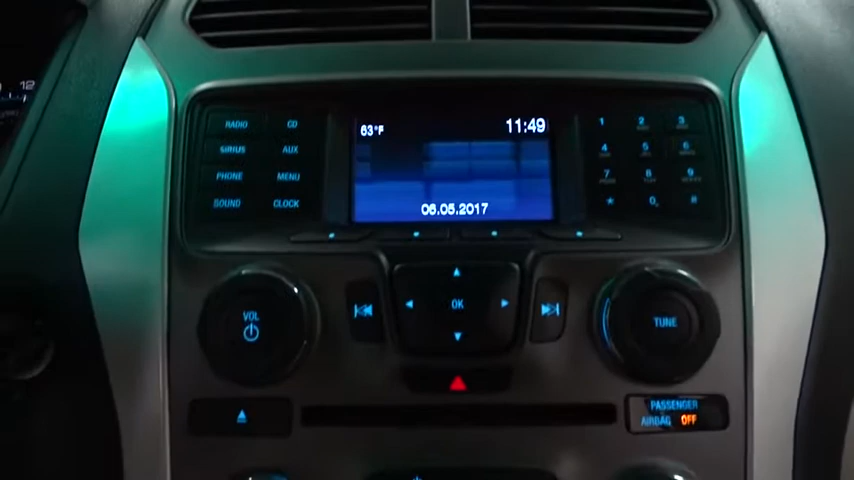 12
63°F
11:49
06.05.2017
RADIO
CD
SIRIUS
AUX
PHONE
MENU
SOUND
CLOCK
1
2
3
4
5
6
7
8
9
*
0
#
VOL
OK
TUNE
PASSENGER
AIRBAG OFF